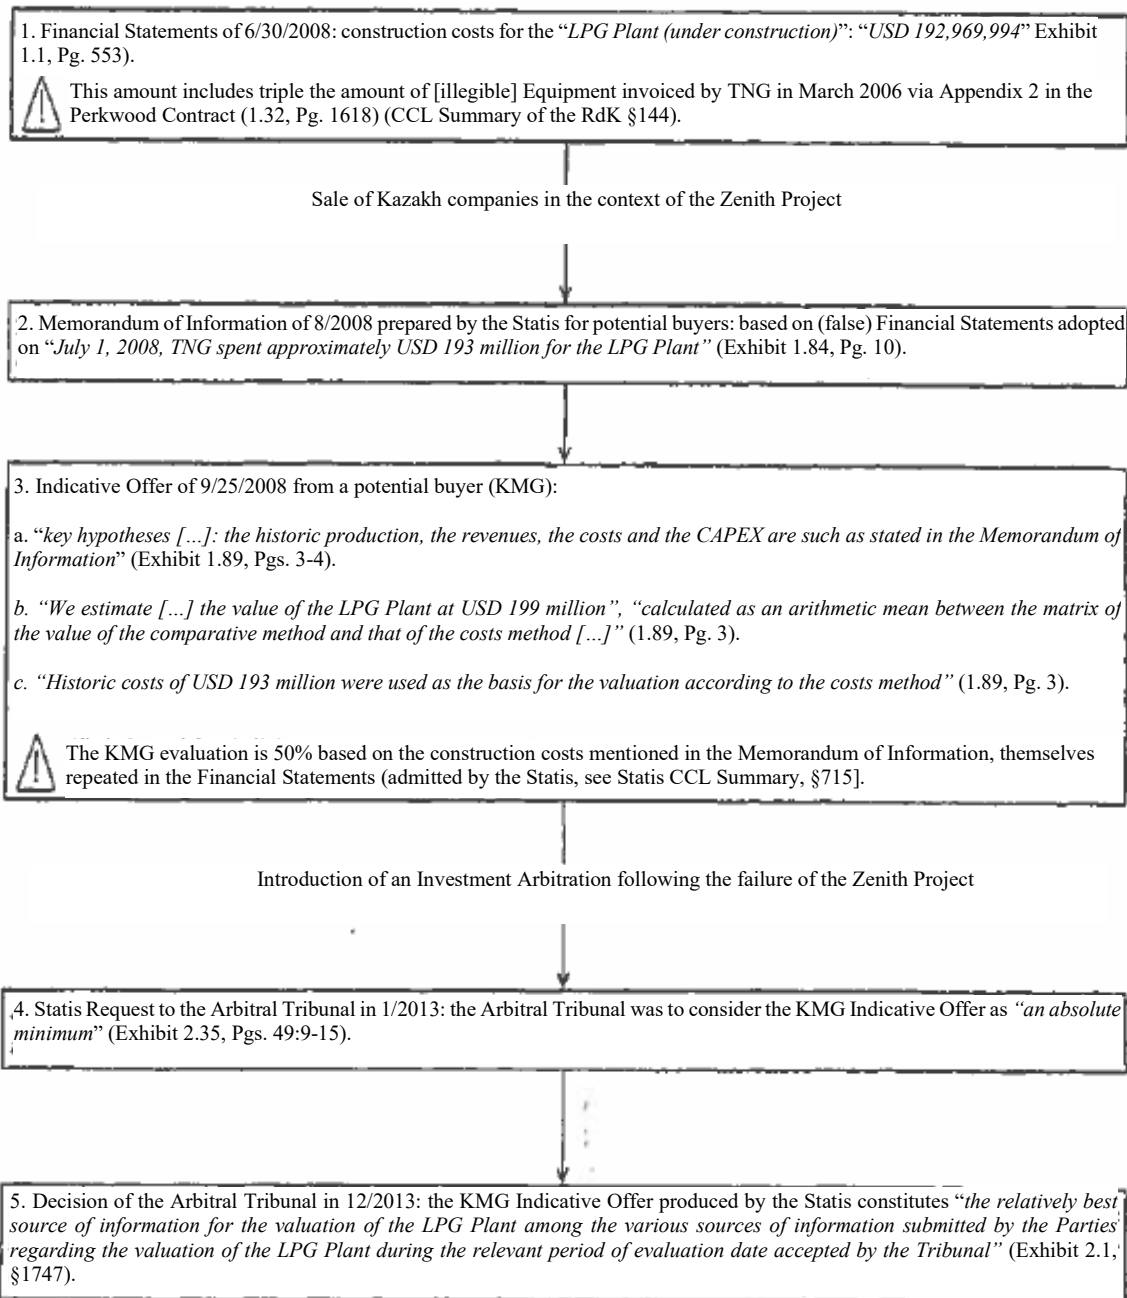 1. Financial Statements of 6/30/2008: construction costs for the “LPG Plant (under construction)”: “USD 192,969,994” Exhibit
1.1, Pg. 553).
This amount includes triple the amount of [illegible] Equipment invoiced by TNG in March 2006 via Appendix 2 in the
Perkwood Contract (1.32, Pg. 1618) (CCL Summary of the RdK §144).
Sale of Kazakh companies in the context of the Zenith Project
2. Memorandum of Information of 8/2008 prepared by the Statis for potential buyers: based on (false) Financial Statements adopted
on “July 1, 2008, TNG spent approximately USD 193 million for the LPG Plant” (Exhibit 1.84, Pg. 10).
3. Indicative Offer of 9/25/2008 from a potential buyer (KMG):
a. “key hypotheses [...]: the historic production, the revenues, the costs and the CAPEX are such as stated in the Memorandum of
Information” (Exhibit 1.89, Pgs. 3-4).
b. “We estimate [...] the value of the LPG Plant at USD 199 million”, “calculated as an arithmetic mean between the matrix of
the value of the comparative method and that of the costs method [...]” (1.89, Pg. 3).
c. “Historic costs of USD 193 million were used as the basis for the valuation according to the costs method” (1.89, Pg. 3).
The KMG evaluation is 50% based on the construction costs mentioned in the Memorandum of Information, themselves
repeated in the Financial Statements (admitted by the Statis, see Statis CCL Summary, §715].
Introduction of an Investment Arbitration following the failure of the Zenith Project
4. Statis Request to the Arbitral Tribunal in 1/2013: the Arbitral Tribunal was to consider the KMG Indicative Offer as “an absolute
minimum” (Exhibit 2.35, Pgs. 49:9-15).
5. Decision of the Arbitral Tribunal in 12/2013: the KMG Indicative Offer produced by the Statis constitutes “the relatively best
source of information for the valuation of the LPG Plant among the various sources of information submitted by the Parties
regarding the valuation of the LPG Plant during the relevant period of evaluation date accepted by the Tribunal” (Exhibit 2.1,
§1747).